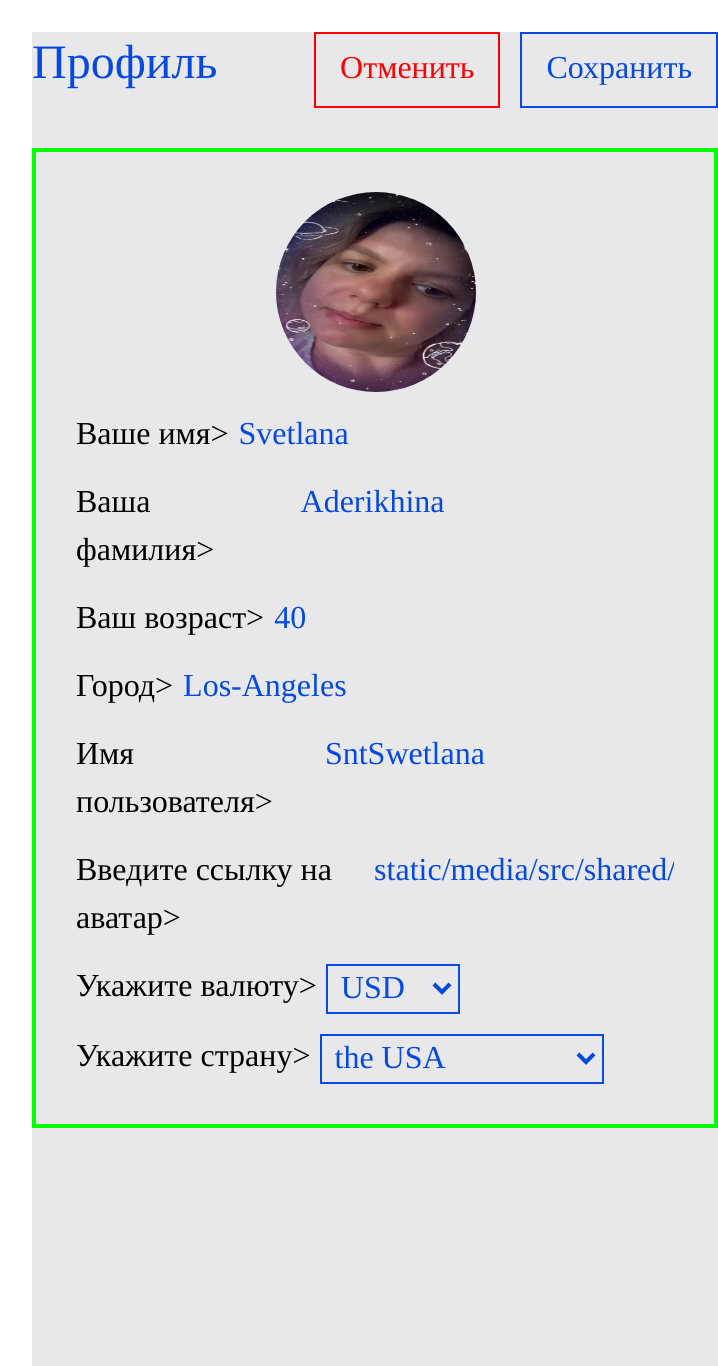 Профиль
Отменить
Сохранить
Ваше имя> Svetlana
Ваша Aderikhina
фамилия>
Ваш возраст> 40
Город> Los-Angeles
Имя SntSwetlana
пользователя>
Введите ссылку на static/media/src/shared/
аватар>
Укажите валюту> USD
Укажите страну> the USA